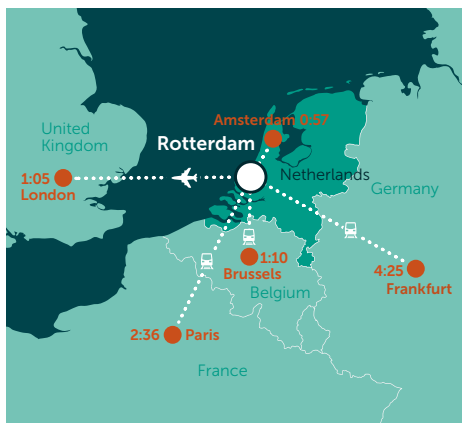 Amsterdam 0:57
United
Kingdom
Rotterdam
Netherlands
1:05
London
Germany
1:10
Brussels
4:25
Frankfurt
Belgium
2:36 Paris
France